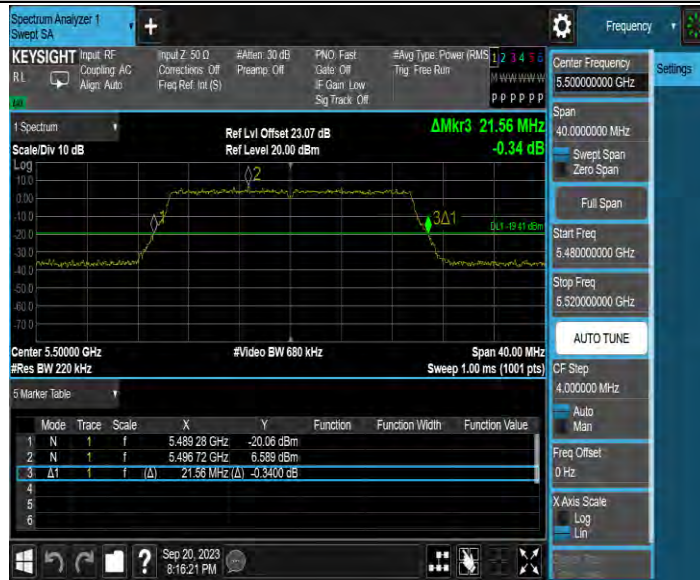 Spectrum Analyzer 1
Swept SA
+
Frequency
KEYSIGHT Input: RF Input Z: 50 Ω #Atten: 30 dB PNO: Fast #Avg Type: Power (RMS 1 2 3 4 5 6
RL Coupling: AC Corrections: Off Preamp: Off Gate: Off Trig: Free Run
Align: Auto Freq Ref: Int (S) IF Gain: Low M W W W W W
Sig Track: Off P P P P P P
1 Spectrum
Ref Lvl Offset 23.07 dB
ΔMkr3 21.56 MHz
Scale/Div 10 dB Ref Level 20.00 dBm -0.34 dB
Log
10.0
0.00
-10.0
-20.0
-30.0
-40.0
-50.0
-60.0
-70.0
1
2
3Δ1
DL1 -19.41 dBm
Center 5.50000 GHz #Video BW 680 kHz Span 40.00 MHz
#Res BW 220 kHz Sweep 1.00 ms (1001 pts)
5 Marker Table
Mode Trace Scale X Y Function Function Width Function Value
1 N 1 f 5.489 28 GHz -20.06 dBm
2 N 1 f 5.496 72 GHz 6.589 dBm
3 Δ1 1 f (Δ) 21.56 MHz (Δ) -0.3400 dB
4
5
6
Sep 20, 2023
8:16:21 PM
?
Center Frequency
5.500000000 GHz
Settings
Span
40.0000000 MHz
Swept Span
Zero Span
Full Span
Start Freq
5.480000000 GHz
Stop Freq
5.520000000 GHz
AUTO TUNE
CF Step
4.000000 MHz
Auto
Man
Freq Offset
0 Hz
X Axis Scale
Log
Lin